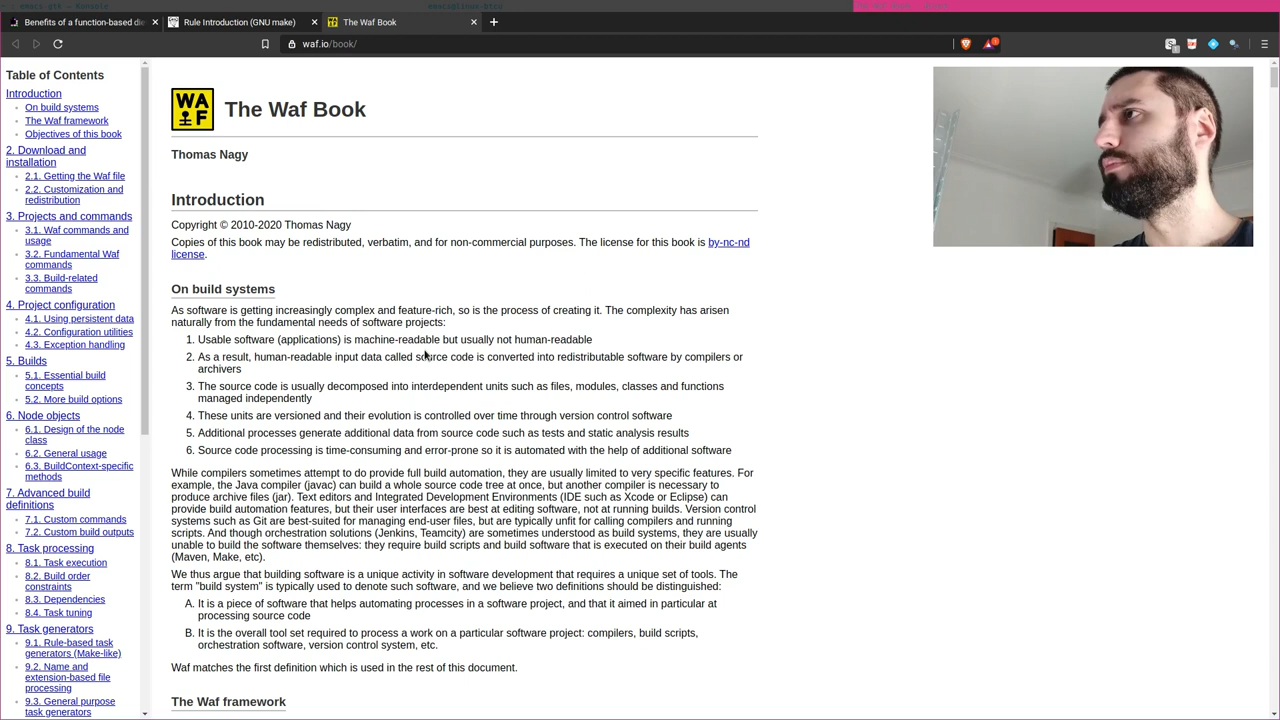 emacs gtk — Konsole
Benefits of a function-based di
Rule Introduction (GNU make)
The Waf Book
waf.io/book/
Table of Contents
Introduction
On build systems
The Waf framework
Objectives of this book
2. Download and
installation
2.1. Getting the Waf file
2.2. Customization and
redistribution
3. Projects and commands
3.1. Waf commands and
usage
3.2. Fundamental Waf
commands
3.3. Build-related
commands
4. Project configuration
4.1. Using persistent data
4.2. Configuration utilities
4.3. Exception handling
5. Builds
5.1. Essential build
concepts
5.2. More build options
6. Node objects
6.1. Design of the node
class
6.2. General usage
6.3. BuildContext-specific
methods
7. Advanced build
definitions
7.1. Custom commands
7.2. Custom build outputs
8. Task processing
8.1. Task execution
8.2. Build order
constraints
8.3. Dependencies
8.4. Task tuning
9. Task generators
9.1. Rule-based task
generators (Make-like)
9.2. Name and
extension-based file
processing
9.3. General purpose
task generators
WAF
The Waf Book
Thomas Nagy
Introduction
Copyright © 2010-2020 Thomas Nagy
Copies of this book may be redistributed, verbatim, and for non-commercial purposes. The license for this book is by-nc-nd
license.
On build systems
As software is getting increasingly complex and feature-rich, so is the process of creating it. The complexity has arisen
naturally from the fundamental needs of software projects:
1. Usable software (applications) is machine-readable but usually not human-readable
2. As a result, human-readable input data called source code is converted into redistributable software by compilers or
archivers
3. The source code is usually decomposed into interdependent units such as files, modules, classes and functions
managed independently
4. These units are versioned and their evolution is controlled over time through version control software
5. Additional processes generate additional data from source code such as tests and static analysis results
6. Source code processing is time-consuming and error-prone so it is automated with the help of additional software
While compilers sometimes attempt to do provide full build automation, they are usually limited to very specific features. For
example, the Java compiler (javac) can build a whole source code tree at once, but another compiler is necessary to
produce archive files (jar). Text editors and Integrated Development Environments (IDE such as Xcode or Eclipse) can
provide build automation features, but their user interfaces are best at editing software, not at running builds. Version control
systems such as Git are best-suited for managing end-user files, but are typically unfit for calling compilers and running
scripts. And though orchestration solutions (Jenkins, Teamcity) are sometimes understood as build systems, they are usually
unable to build the software themselves: they require build scripts and build software that is executed on their build agents
(Maven, Make, etc).
We thus argue that building software is a unique activity in software development that requires a unique set of tools. The
term "build system" is typically used to denote such software, and we believe two definitions should be distinguished:
A. It is a piece of software that helps automating processes in a software project, and that it aimed in particular at
processing source code
B. It is the overall tool set required to process a work on a particular software project: compilers, build scripts,
orchestration software, version control system, etc.
Waf matches the first definition which is used in the rest of this document.
The Waf framework